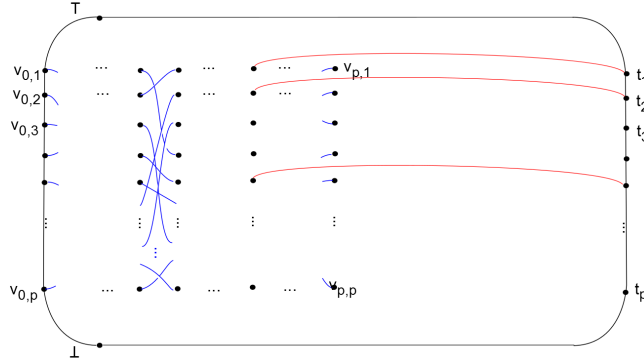 T
v0,1 ... ... ... vp,1 t1
v0,2 ... ... ... t2
v0,3 t3
⋮ ⋮ ⋮ ⋮ ⋮ ⋮
⋮
v0,p ... ... ... vp,p tp
⊥